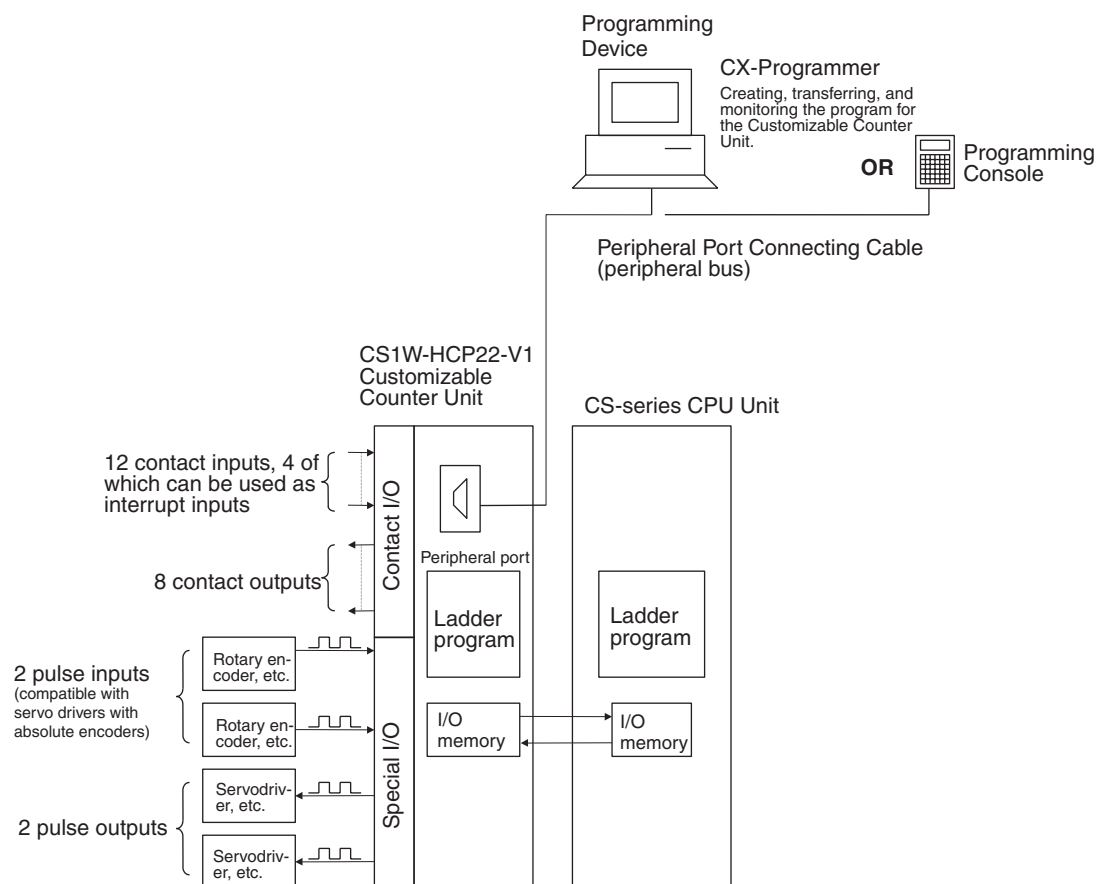 Programming
Device
CX-Programmer
Creating, transferring, and
monitoring the program for
the Customizable Counter
Unit.
OR
Programming
Console
Peripheral Port Connecting Cable
(peripheral bus)
CS1W-HCP22-V1
Customizable
Counter Unit
CS-series CPU Unit
12 contact inputs, 4 of
which can be used as
interrupt inputs
Contact I/O
Peripheral port
8 contact outputs
Ladder
program
Ladder
program
2 pulse inputs
(compatible with
servo drivers with
absolute encoders)
Rotary en-
coder, etc.
Rotary en-
coder, etc.
Special I/O
I/O
memory
I/O
memory
2 pulse outputs
Servodriv-
er, etc.
Servodriv-
er, etc.